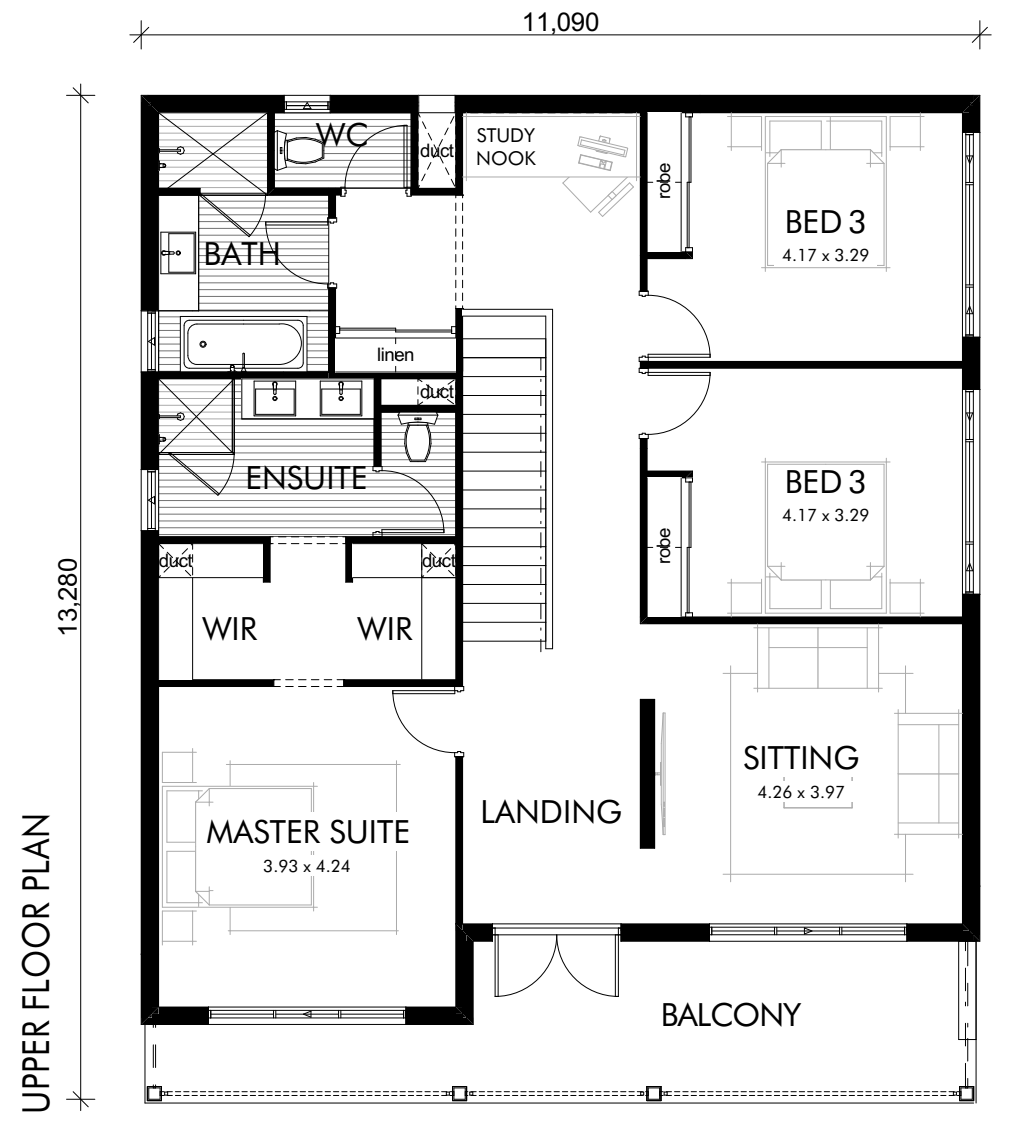 11,090
WC
duct
STUDY
NOOK
robe
BED 3
4.17 x 3.29
BATH
linen
duct
ENSUITE
BED 3
4.17 x 3.29
robe
duct
duct
WIR
WIR
13,280
SITTING
4.26 x 3.97
LANDING
MASTER SUITE
3.93 x 4.24
BALCONY
UPPER FLOOR PLAN